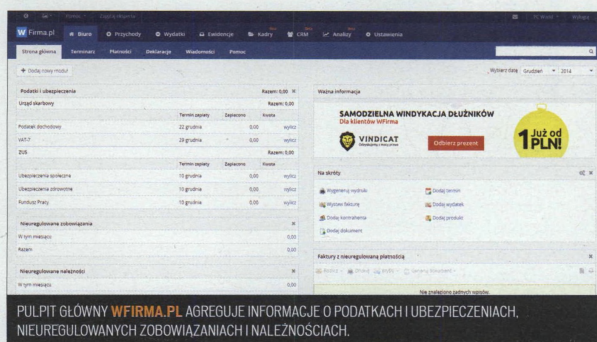 PC World
Wyloguj
W Firma.pl
Biuro
Przychody
Wydatki
Ewidencje
Kadry
CRM
Analizy
Ustawienia
Strona główna
Terminarz
Płatności
Deklaracje
Wiadomości
Pomoc
+ Dodaj nowy moduł
Wybierz datę: Grudzień 2014
Podatki i ubezpieczenia Razem: 0,00
Urząd skarbowy Razem: 0,00
Termin zapłaty Zapłacono Kwota
Podatek dochodowy 22 grudnia 0,00 wylicz
VAT-7 29 grudnia 0,00 wylicz
ZUS Razem: 0,00
Termin zapłaty Zapłacono Kwota
Ubezpieczenia społeczne 10 grudnia 0,00 wylicz
Ubezpieczenie zdrowotne 10 grudnia 0,00 wylicz
Fundusz Pracy 10 grudnia 0,00 wylicz
Nieuregulowane zobowiązania
W tym miesiącu 0,00
Razem 0,00
Nieuregulowane należności
W tym miesiącu 0,00
Ważna informacja
SAMODZIELNA WINDYKACJA DŁUŻNIKÓW
Dla klientów WFirma
VINDICAT
Odbierz prezent
Już od
1 PLN!
Na skróty
Wygeneruj wydruki
Dodaj termin
Wystaw fakturę
Dodaj wydatek
Dodaj kontrahenta
Dodaj produkt
Dodaj dokument
Faktury z nieuregulowaną płatnością
Nie znaleziono żadnych wpisów.
PULPIT GŁÓWNY WFIRMA.PL AGREGUJE INFORMACJE O PODATKACH I UBEZPIECZENIACH,
NIEUREGULOWANYCH ZOBOWIĄZANIACH I NALEŻNOŚCIACH.